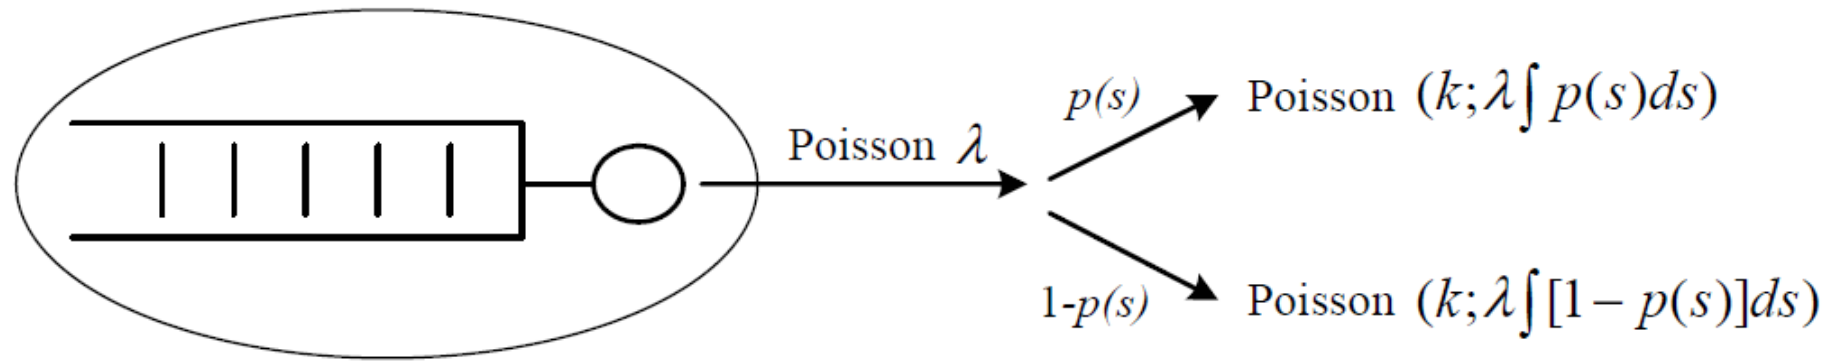 Poisson λ
p(s)
Poisson (k; λ∫ p(s)ds)
1-p(s)
Poisson (k; λ∫[1 – p(s)]ds)